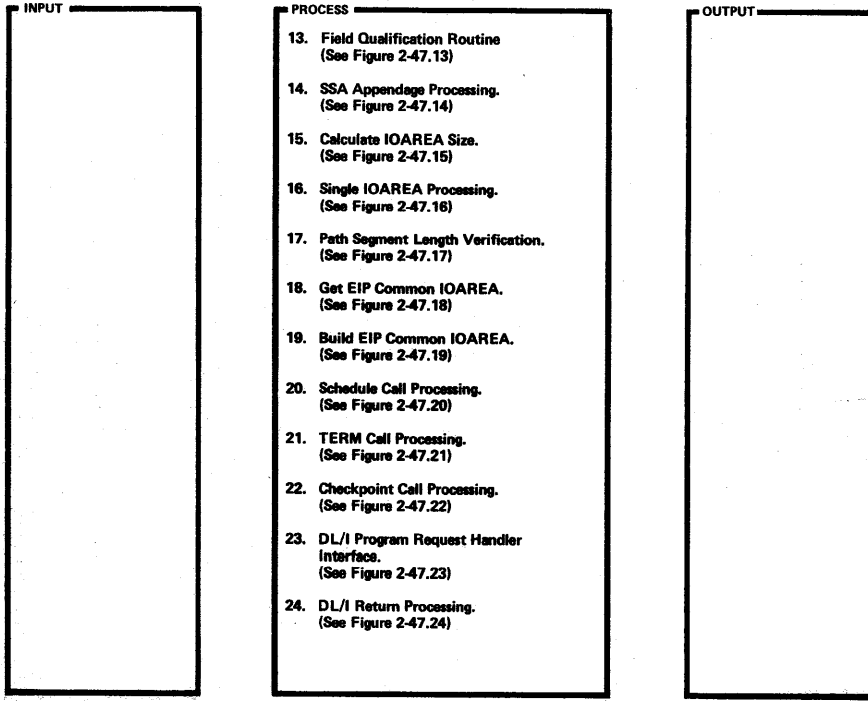 INPUT
PROCESS
OUTPUT
13. Field Qualification Routine
(See Figure 2-47.13)
14. SSA Appendage Processing.
(See Figure 2-47.14)
15. Calculate IOAREA Size.
(See Figure 2-47.15)
16. Single IOAREA Processing.
(See Figure 2-47.16)
17. Path Segment Length Verification.
(See Figure 2-47.17)
18. Get EIP Common IOAREA.
(See Figure 2-47.18)
19. Build EIP Common IOAREA.
(See Figure 2-47.19)
20. Schedule Call Processing.
(See Figure 2-47.20)
21. TERM Call Processing.
(See Figure 2-47.21)
22. Checkpoint Call Processing.
(See Figure 2-47.22)
23. DL/I Program Request Handler
Interface.
(See Figure 2-47.23)
24. DL/I Return Processing.
(See Figure 2-47.24)